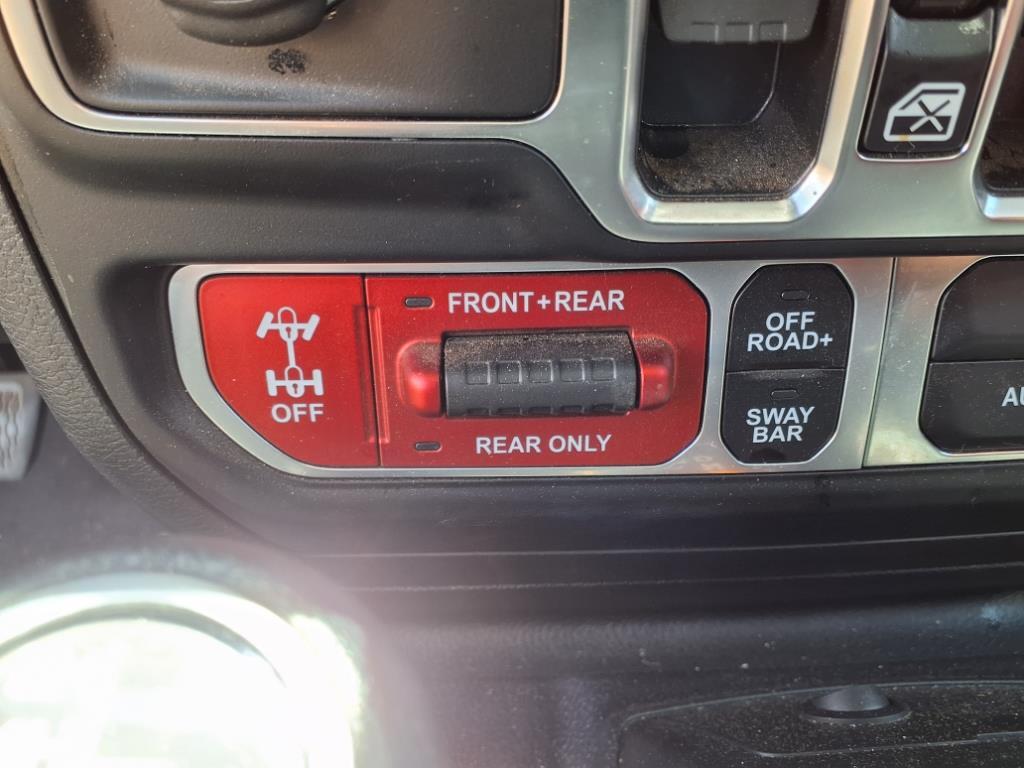 FRONT+REAR
OFF
REAR ONLY
OFF
ROAD+
SWAY
BAR